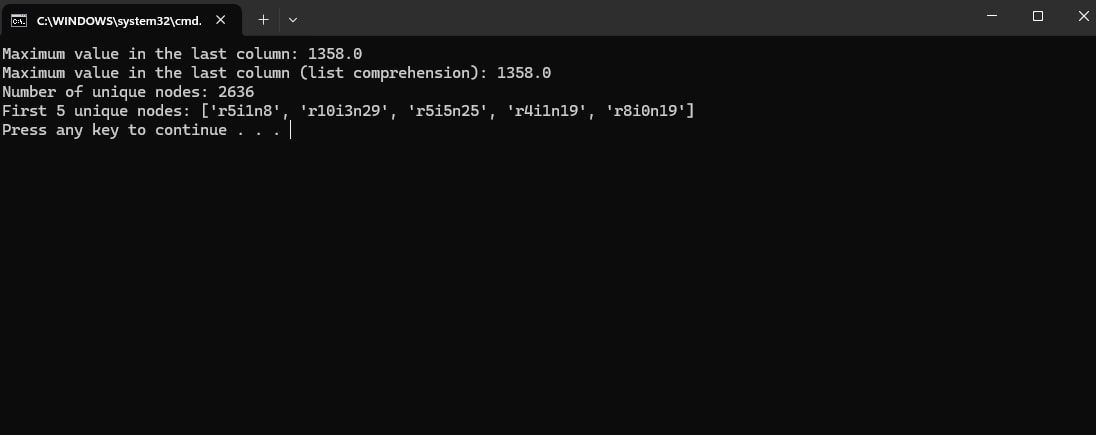 C:\WINDOWS\system32\cmd.
Maximum value in the last column: 1358.0
Maximum value in the last column (list comprehension): 1358.0
Number of unique nodes: 2636
First 5 unique nodes: ['r5i1n8', 'r10i3n29', 'r5i5n25', 'r4i1n19', 'r8i0n19']
Press any key to continue . . .